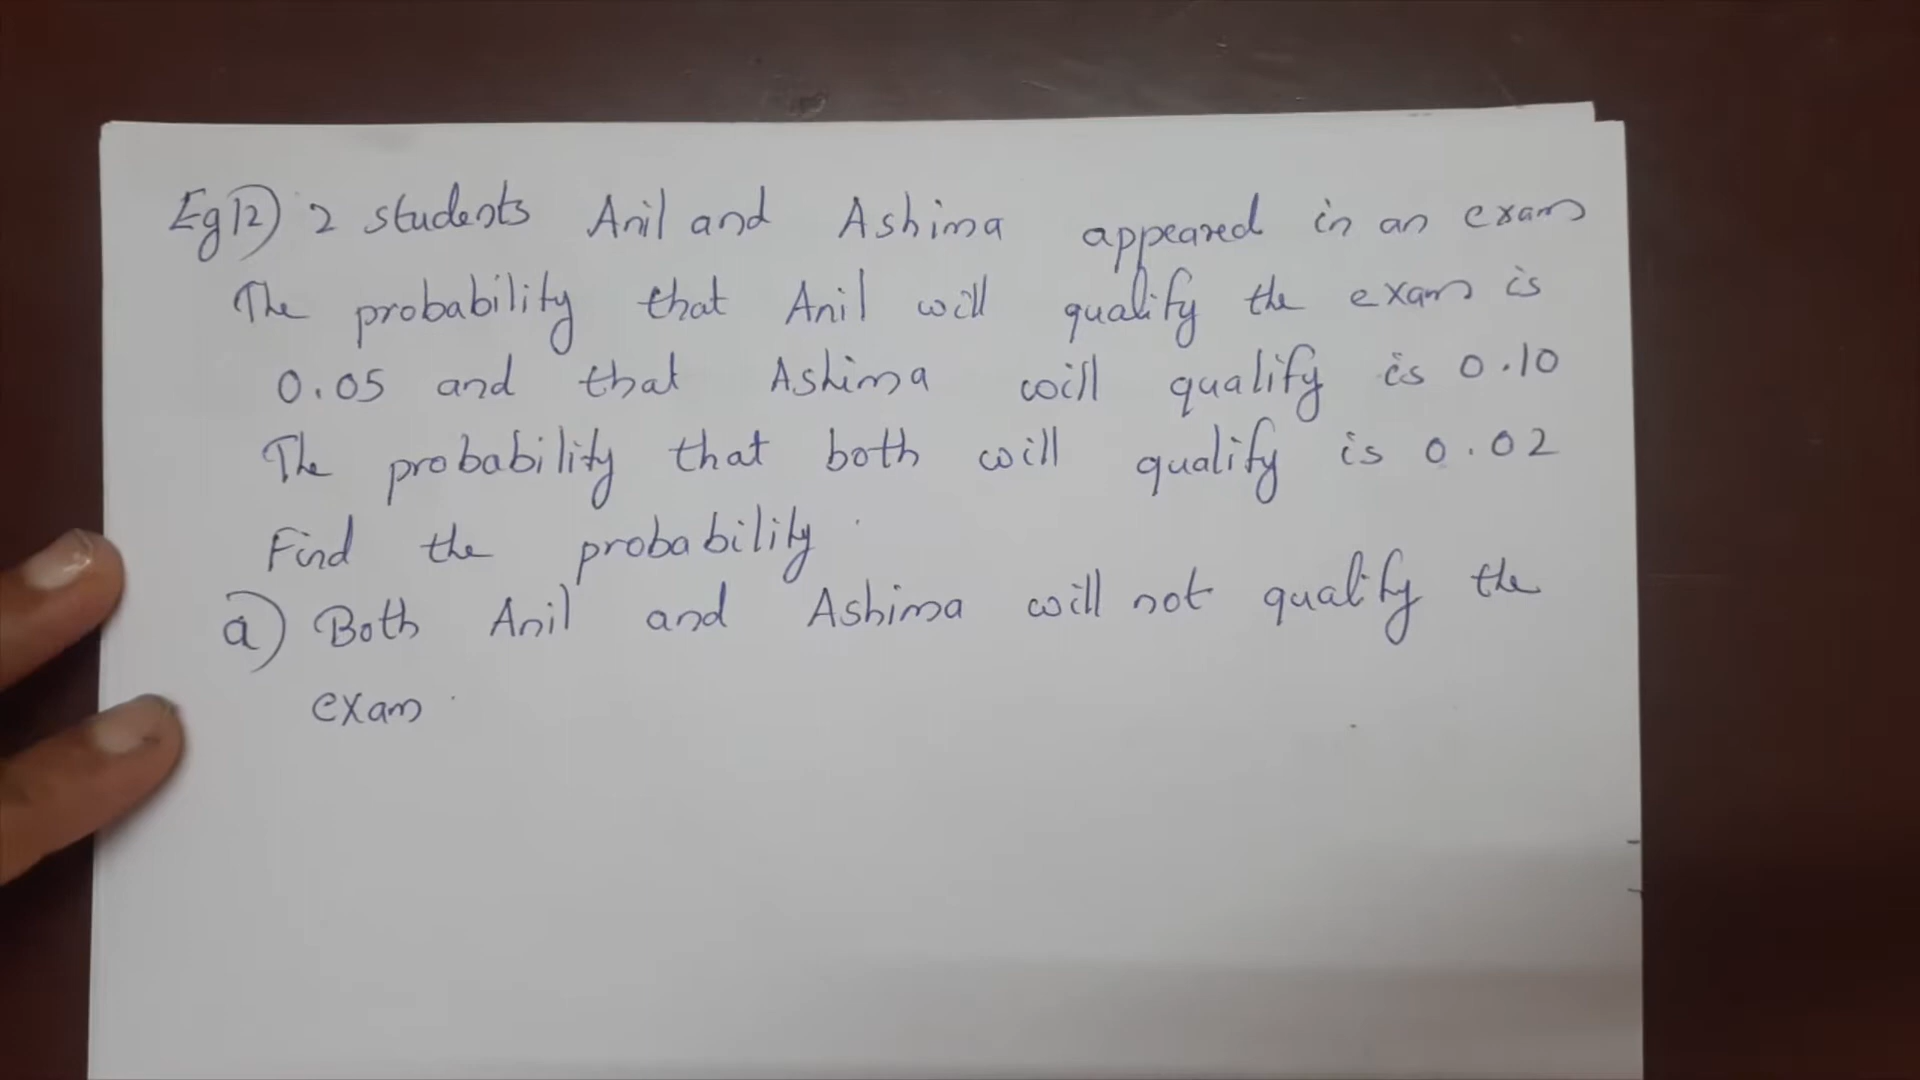 Eg 12) 2 students Anil and Ashima appeared in an exam
The probability that Anil will qualify the exam is
0.05 and that Ashima will qualify is 0.10
The probability that both will qualify is 0.02
Find the probability
a) Both Anil and Ashima will not qualify the
exam